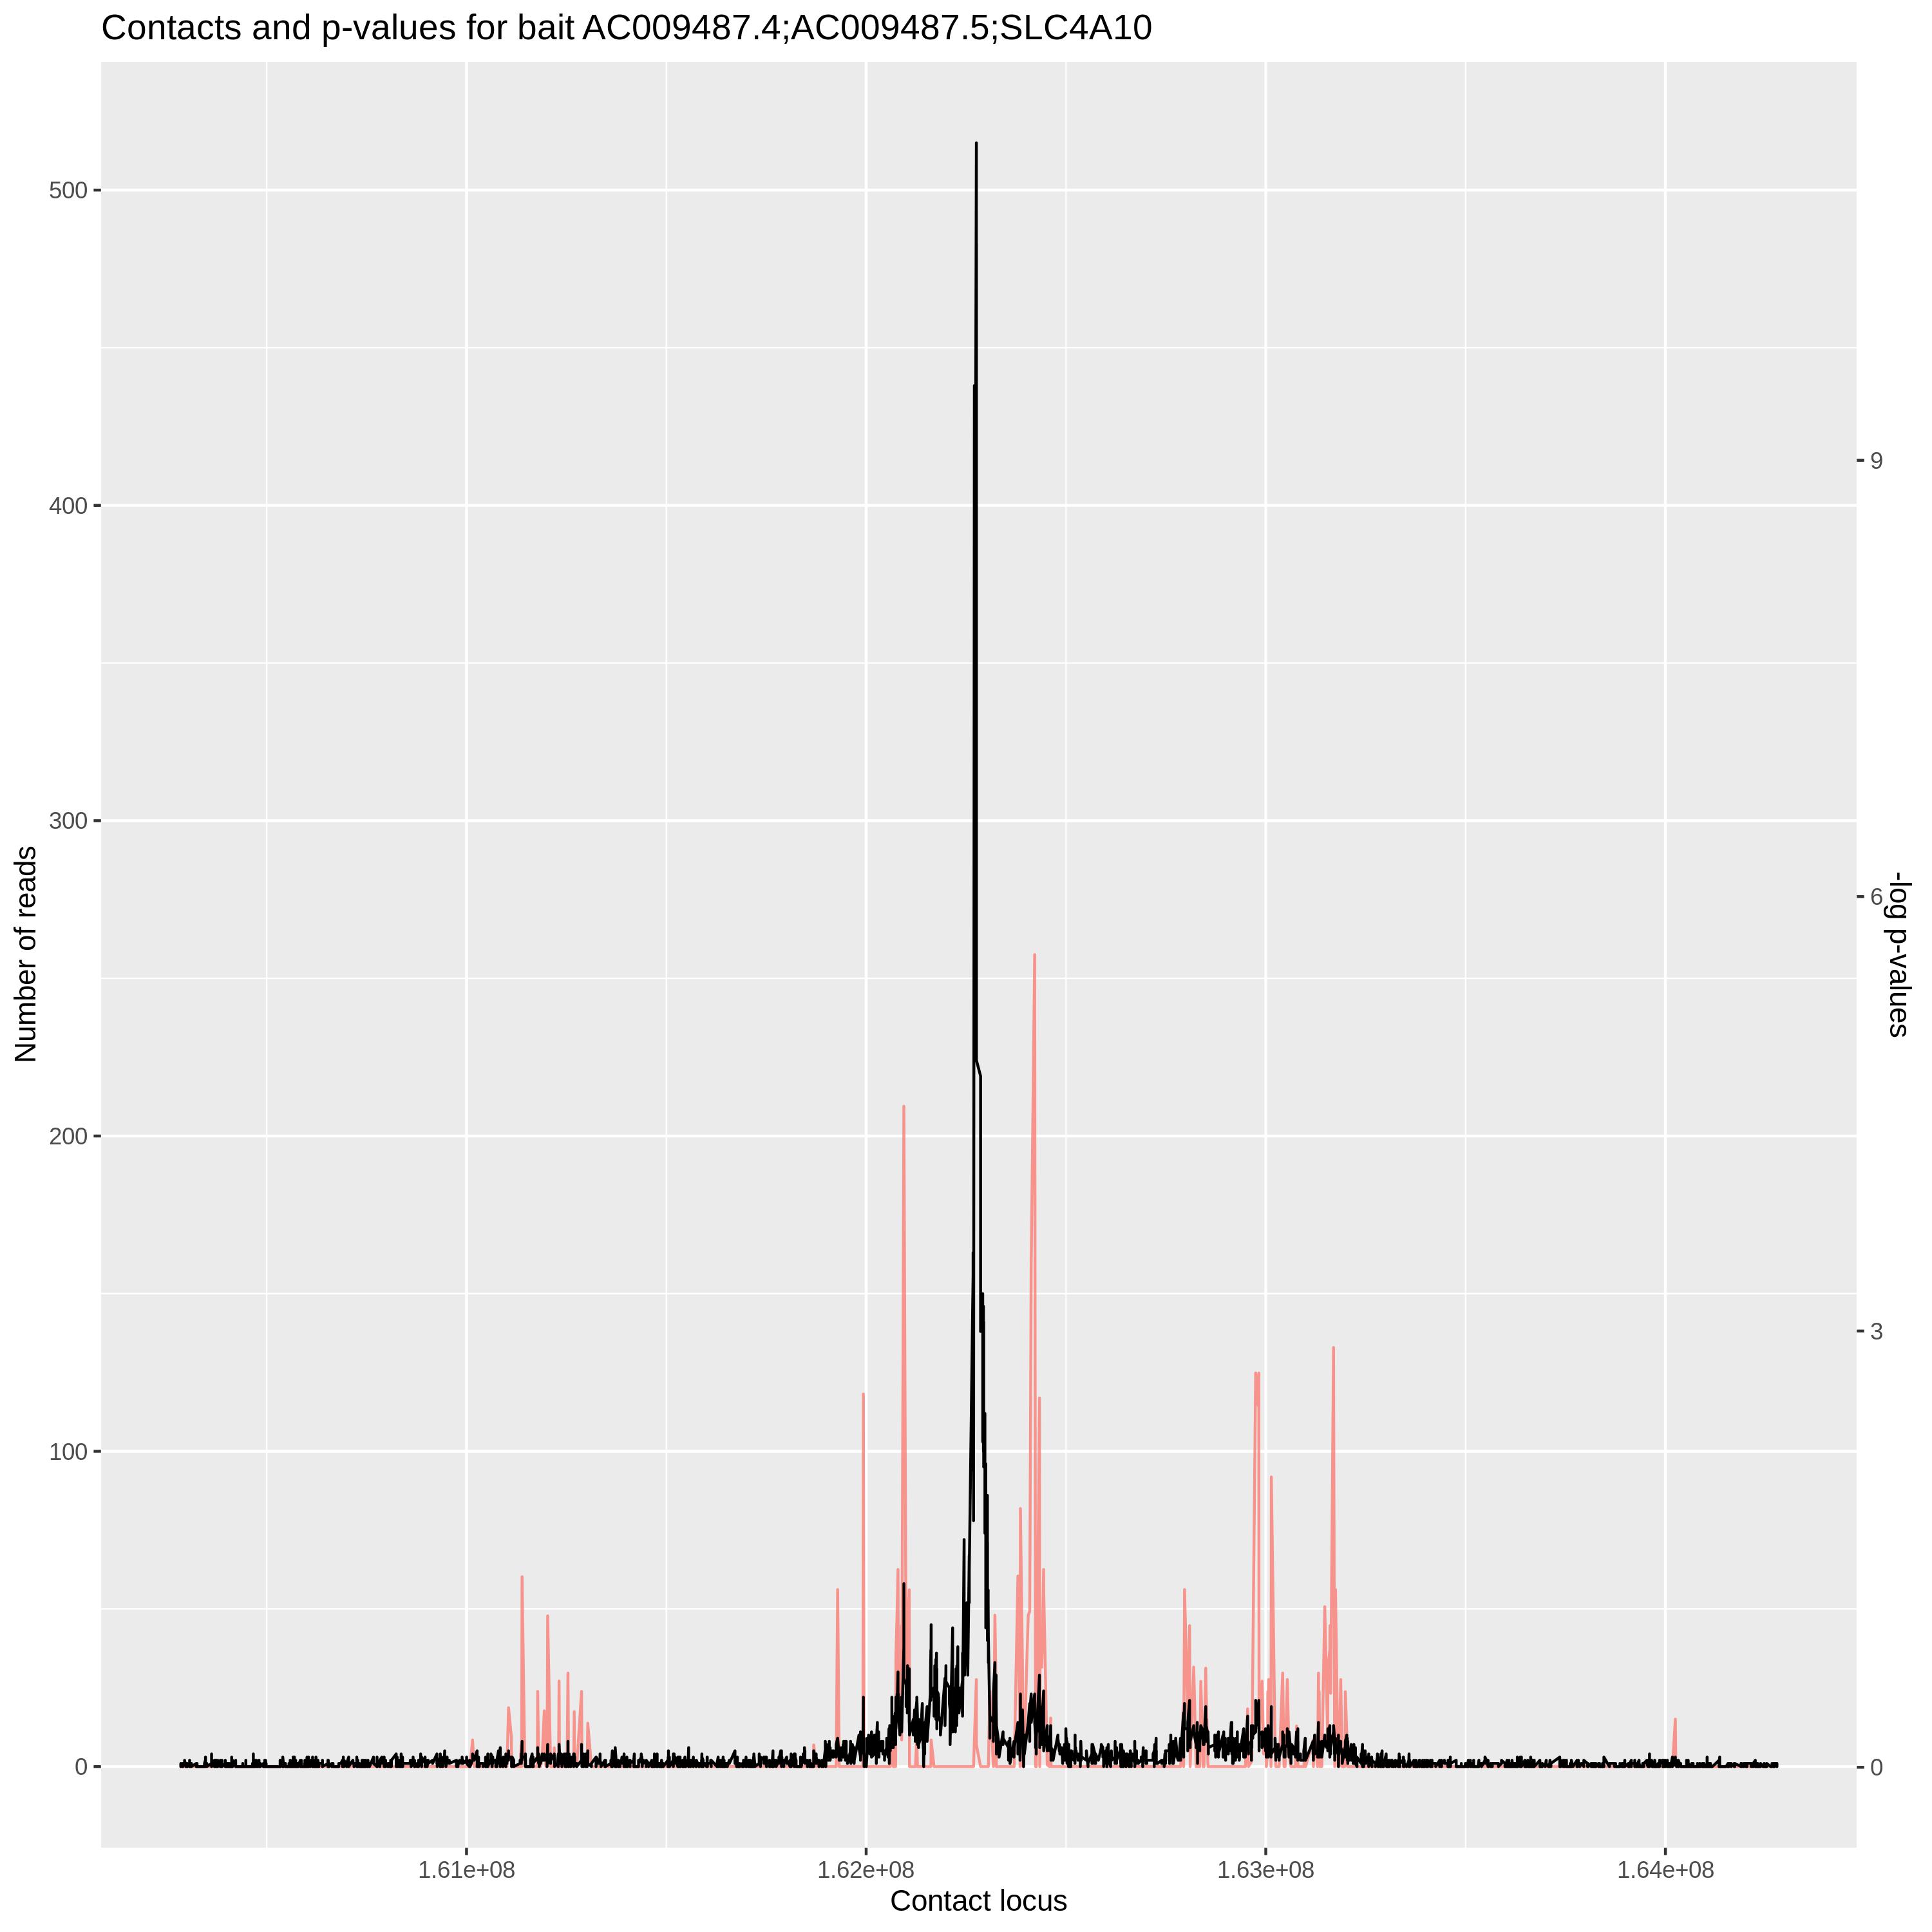 Contacts and p-values for bait AC009487.4;AC009487.5;SLC4A10
500
400
300
200
100
0
Number of reads
9
6
3
0
-log p-values
1.61e+08
1.62e+08
1.63e+08
1.64e+08
Contact locus